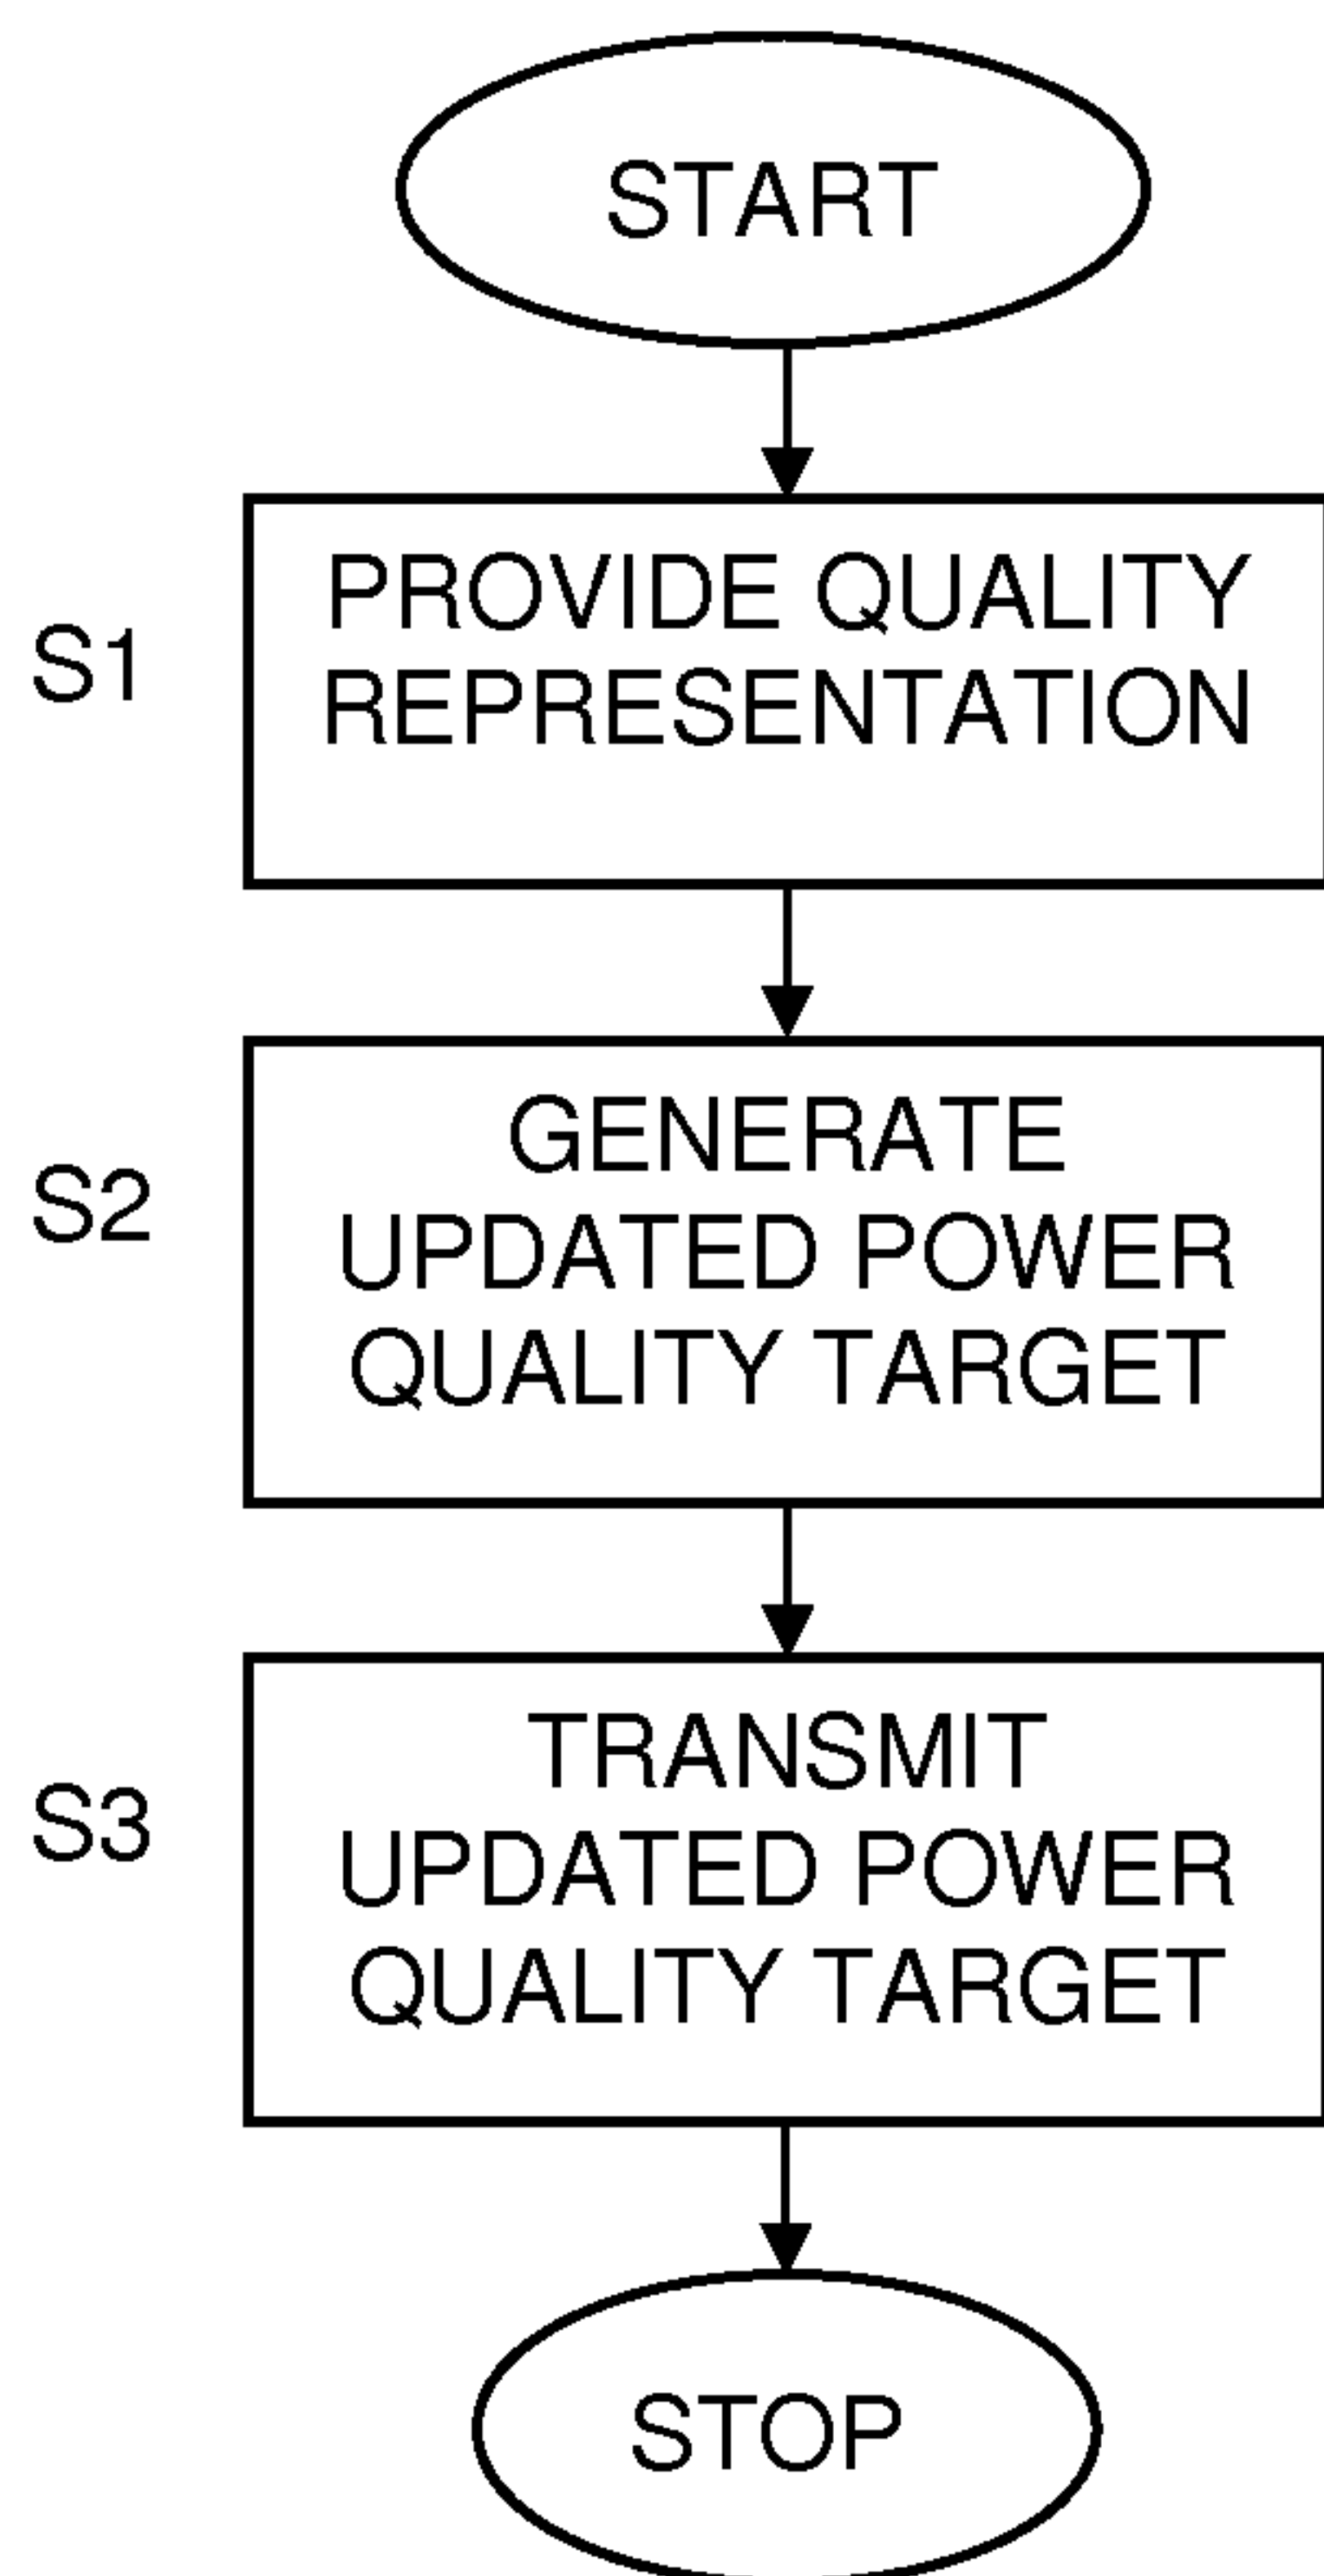 START
S1
PROVIDE QUALITY
REPRESENTATION
S2
GENERATE
UPDATED POWER
QUALITY TARGET
S3
TRANSMIT
UPDATED POWER
QUALITY TARGET
STOP